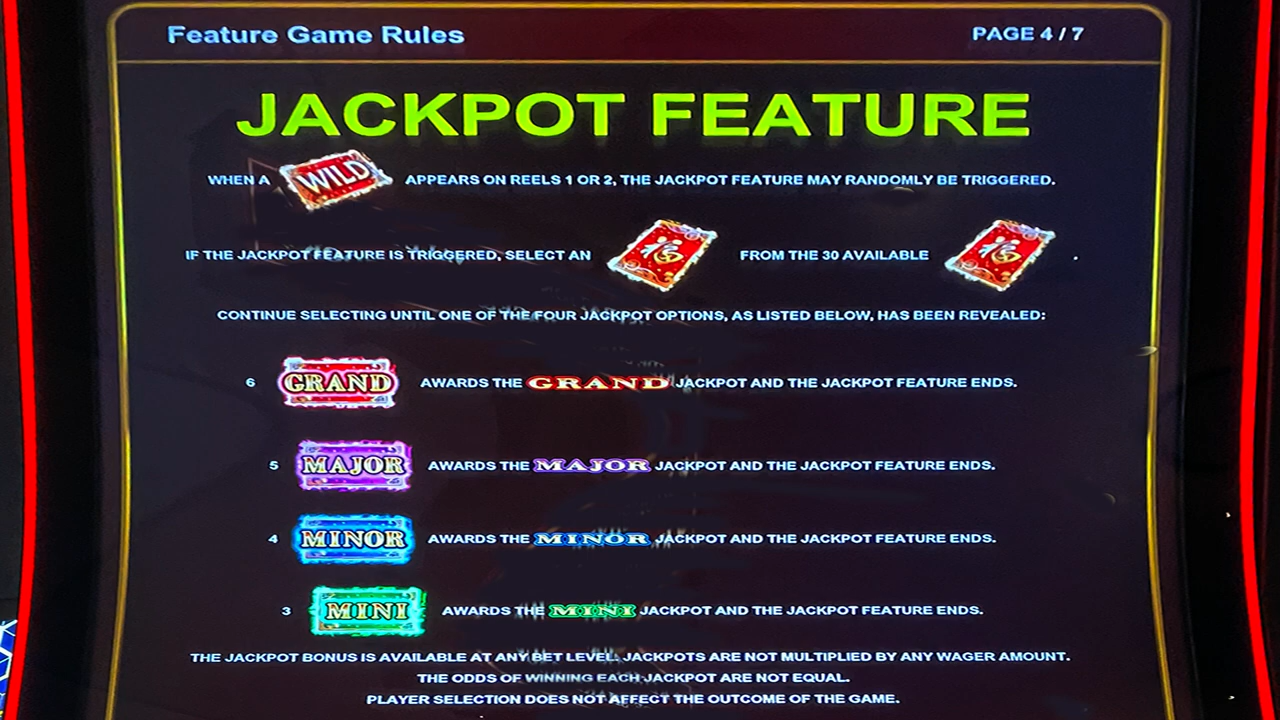 Feature Game Rules PAGE 4 / 7
JACKPOT FEATURE
WHEN A WILD APPEARS ON REELS 1 OR 2, THE JACKPOT FEATURE MAY RANDOMLY BE TRIGGERED.
IF THE JACKPOT FEATURE IS TRIGGERED, SELECT AN 福 FROM THE 30 AVAILABLE 福 .
CONTINUE SELECTING UNTIL ONE OF THE FOUR JACKPOT OPTIONS, AS LISTED BELOW, HAS BEEN REVEALED:
6 GRAND AWARDS THE GRAND JACKPOT AND THE JACKPOT FEATURE ENDS.
5 MAJOR AWARDS THE MAJOR JACKPOT AND THE JACKPOT FEATURE ENDS.
4 MINOR AWARDS THE MINOR JACKPOT AND THE JACKPOT FEATURE ENDS.
3 MINI AWARDS THE MINI JACKPOT AND THE JACKPOT FEATURE ENDS.
THE JACKPOT BONUS IS AVAILABLE AT ANY BET LEVEL. JACKPOTS ARE NOT MULTIPLIED BY ANY WAGER AMOUNT.
THE ODDS OF WINNING EACH JACKPOT ARE NOT EQUAL.
PLAYER SELECTION DOES NOT AFFECT THE OUTCOME OF THE GAME.